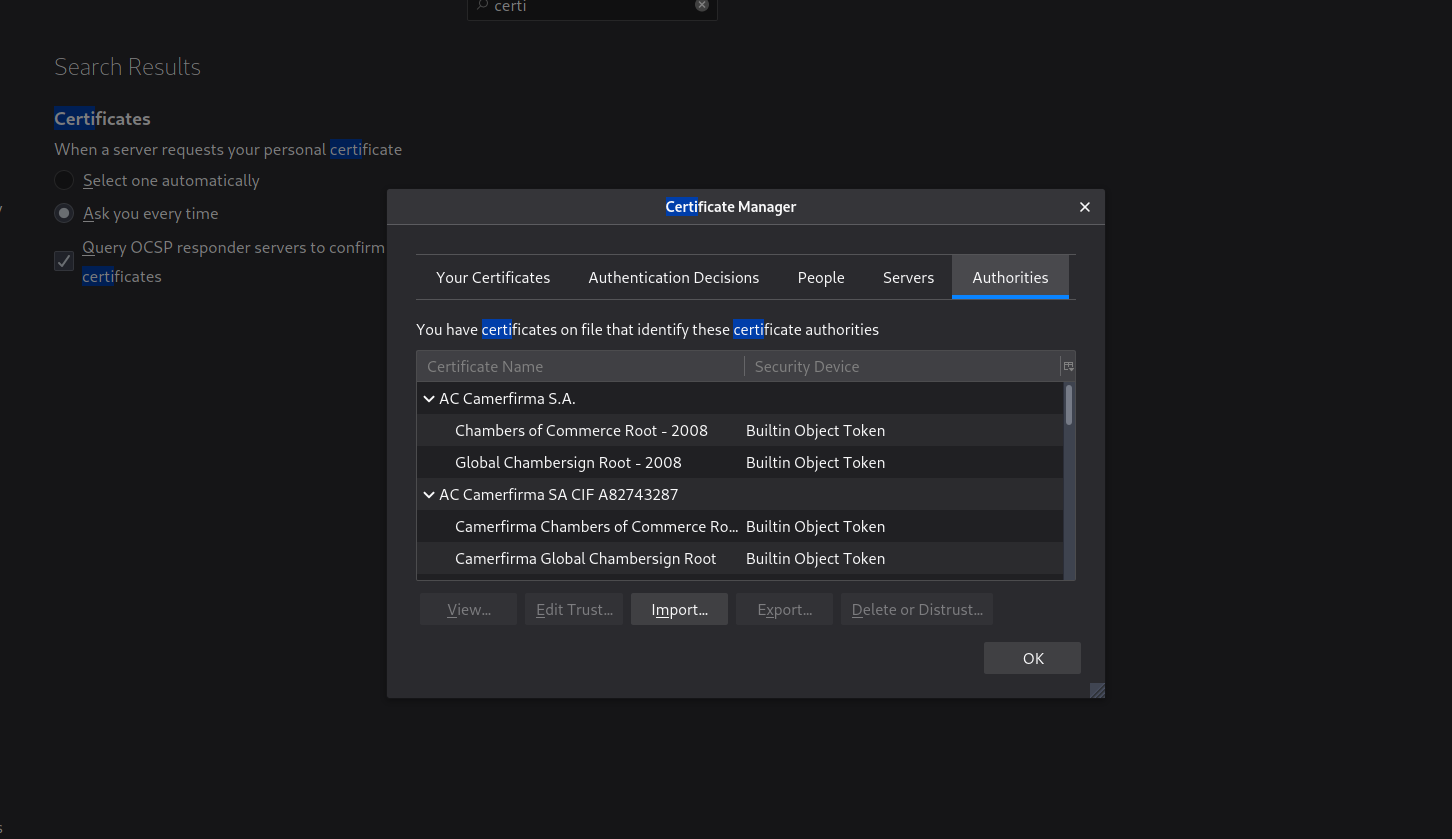 certi
Search Results
Certificates
When a server requests your personal certificate
Select one automatically
Ask you every time
Query OCSP responder servers to confirm
certificates
Certificate Manager
Your Certificates Authentication Decisions People Servers Authorities
You have certificates on file that identify these certificate authorities
Certificate Name Security Device
AC Camerfirma S.A.
Chambers of Commerce Root - 2008 Builtin Object Token
Global Chambersign Root - 2008 Builtin Object Token
AC Camerfirma SA CIF A82743287
Camerfirma Chambers of Commerce Ro... Builtin Object Token
Camerfirma Global Chambersign Root Builtin Object Token
View... Edit Trust... Import... Export... Delete or Distrust...
OK